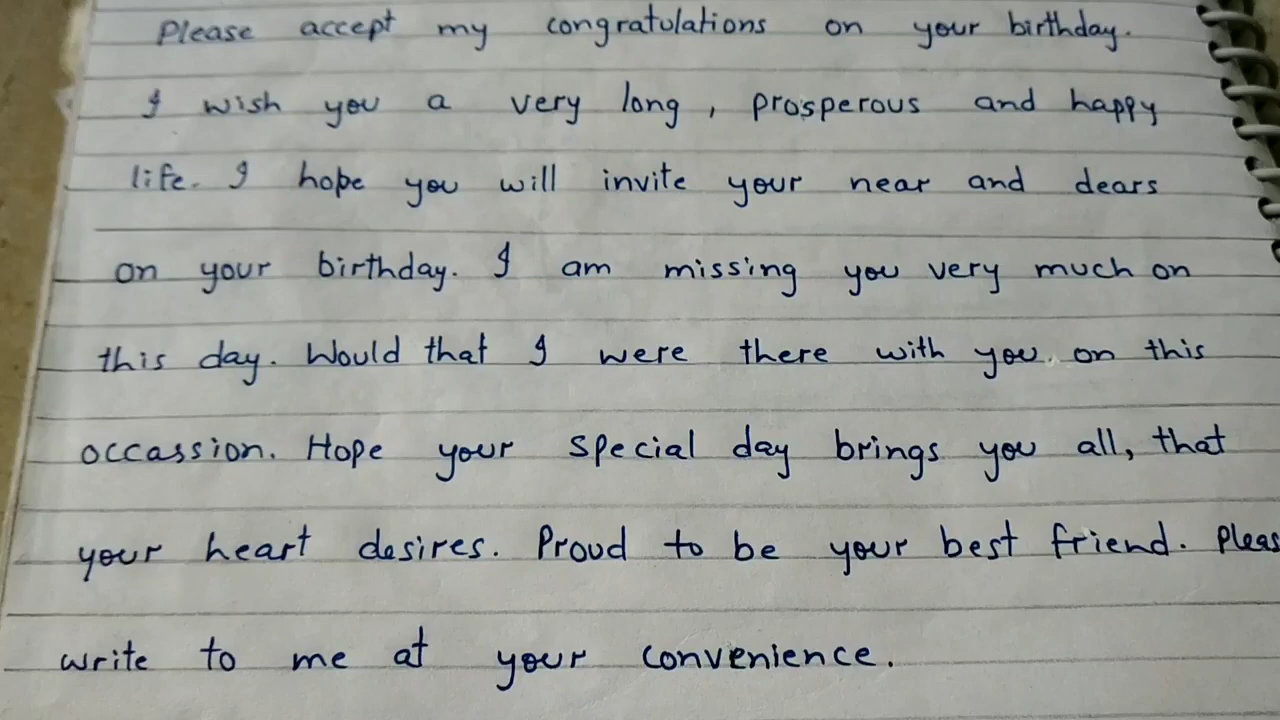 Please accept my congratulations on your birthday.
I wish you a very long, prosperous and happy
life. I hope you will invite your near and dears
on your birthday. I am missing you very much on
this day. Would that I were there with you on this
occassion. Hope your special day brings you all, that
your heart desires. Proud to be your best friend. Pleas
write to me at your convenience.